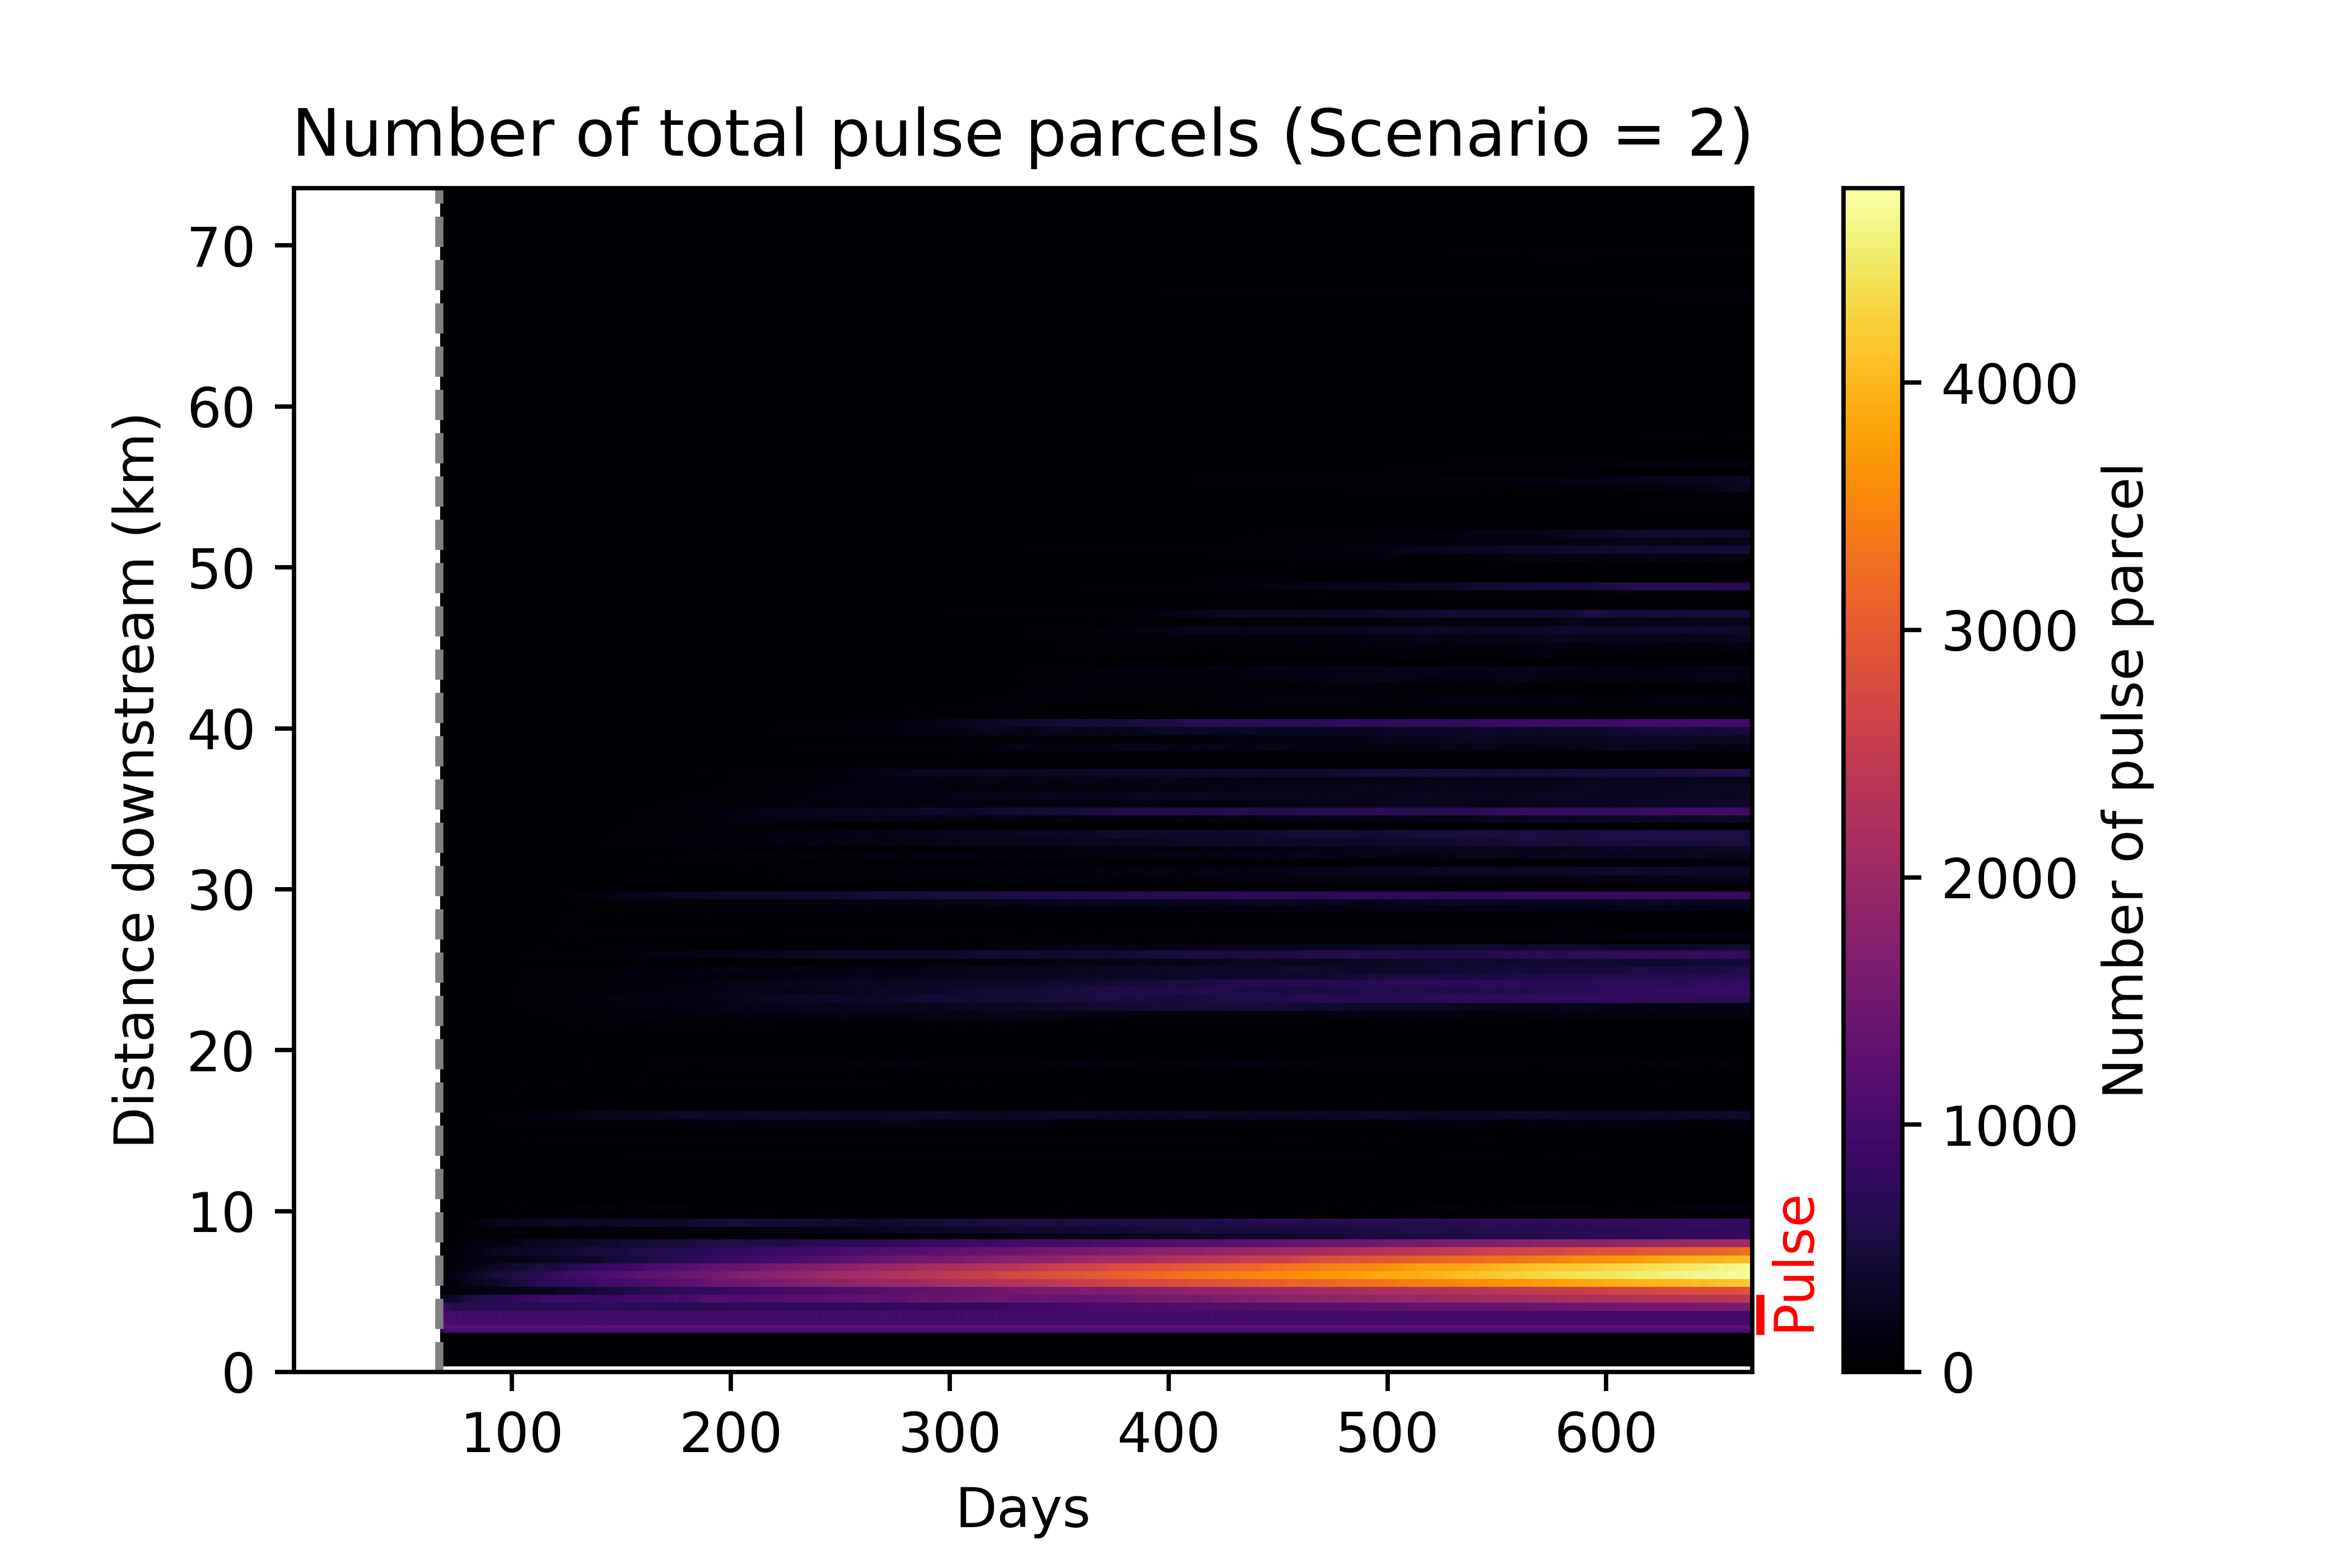 Number of total pulse parcels (Scenario = 2)
Distance downstream (km)
70
60
50
40
30
20
10
0
100 200 300 400 500 600
Days
Pulse
4000
3000
2000
1000
0
Number of pulse parcel